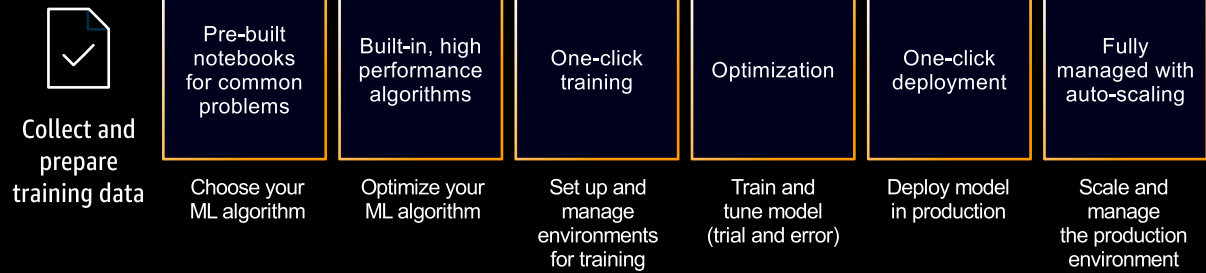 Collect and
prepare
training data
Pre-built
notebooks
for common
problems
Choose your
ML algorithm
Built-in, high
performance
algorithms
Optimize your
ML algorithm
One-click
training
Set up and
manage
environments
for training
Optimization
Train and
tune model
(trial and error)
One-click
deployment
Deploy model
in production
Fully
managed with
auto-scaling
Scale and
manage
the production
environment